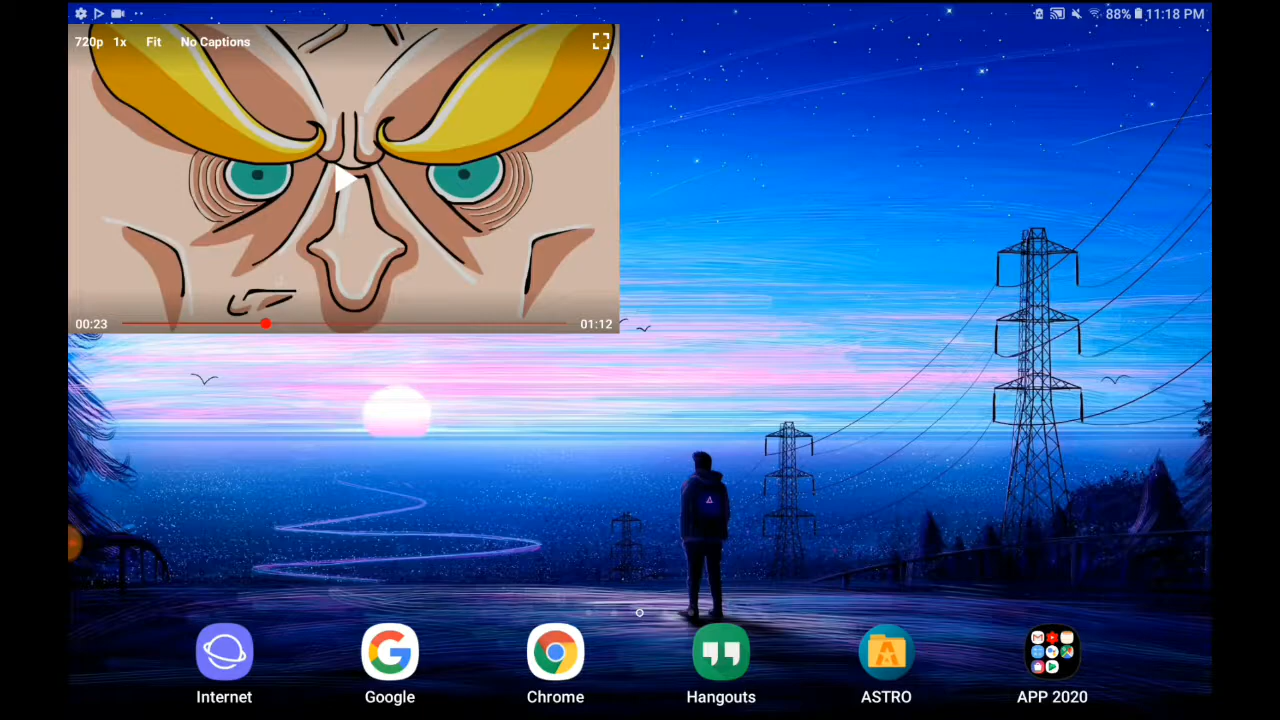 88% 11:18 PM
720p 1x Fit No Captions
00:23 01:12
Internet Google Chrome Hangouts ASTRO APP 2020